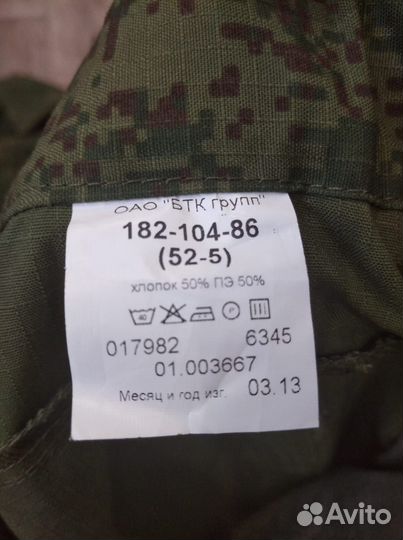 ОАО "БТК групп"
182-104-86
(52-5)
хлопок 50% ПЭ 50%
40 P
017982 6345
01.003667
Месяц и год изг. 03.13
Avito